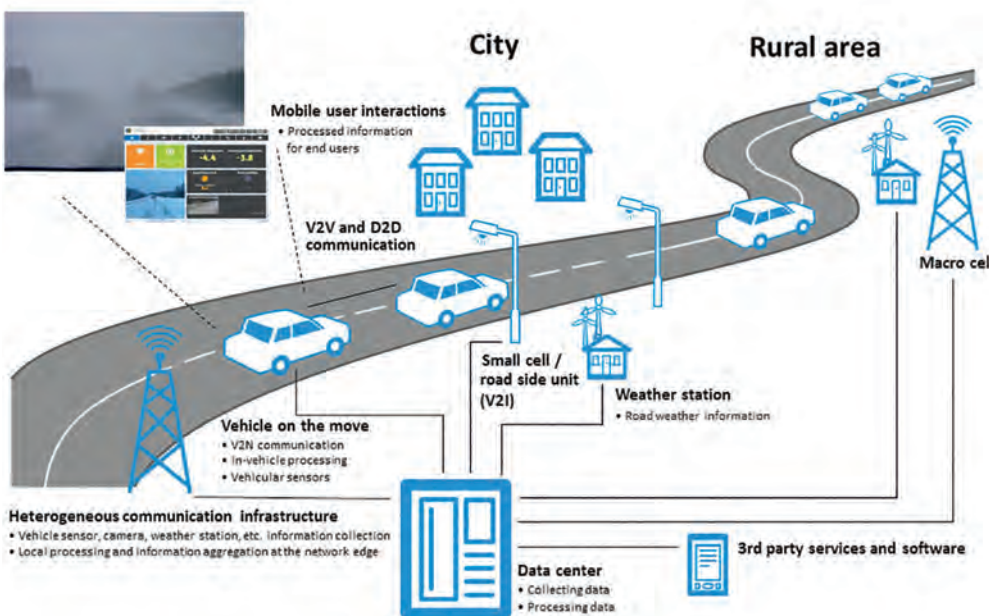 City
Rural area
Mobile user interactions
• Processed information
for end users
-4.4
-3.8
V2V and D2D
communication
Macro cel
Small cell /
road side unit
(V2I)
Weather station
• Road weather information
Vehicle on the move
• V2N communication
• In-vehicle processing
• Vehicular sensors
Heterogeneous communication infrastructure
• Vehicle sensor, camera, weather station, etc. information collection
• Local processing and information aggregation at the network edge
3rd party services and software
Data center
• Collecting data
• Processing data